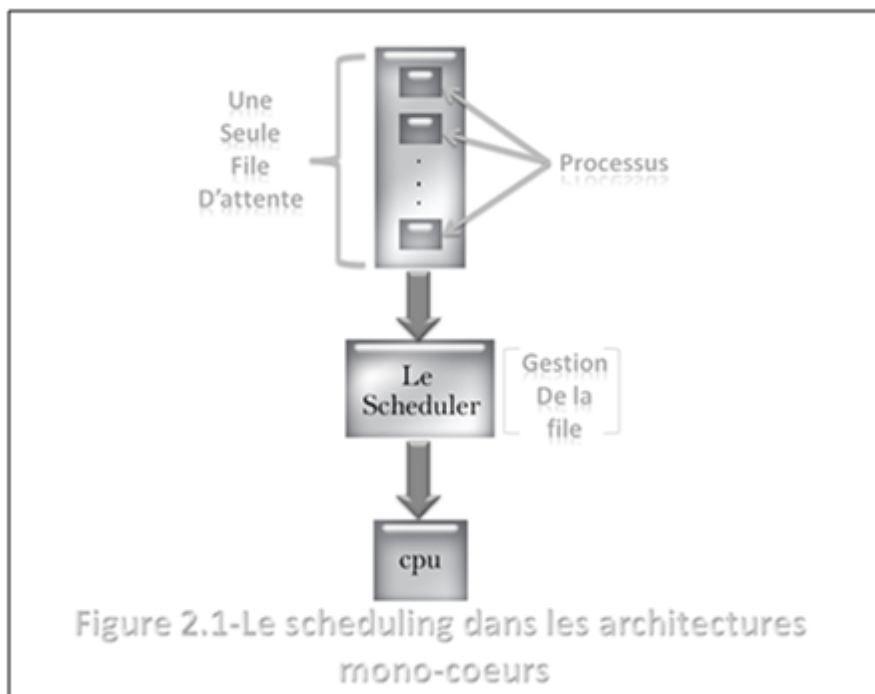 Une
Seule
File
D'attente
Processus
Le
Scheduler
Gestion
De la
file
cpu
Figure 2.1-Le scheduling dans les architectures
mono-coeurs